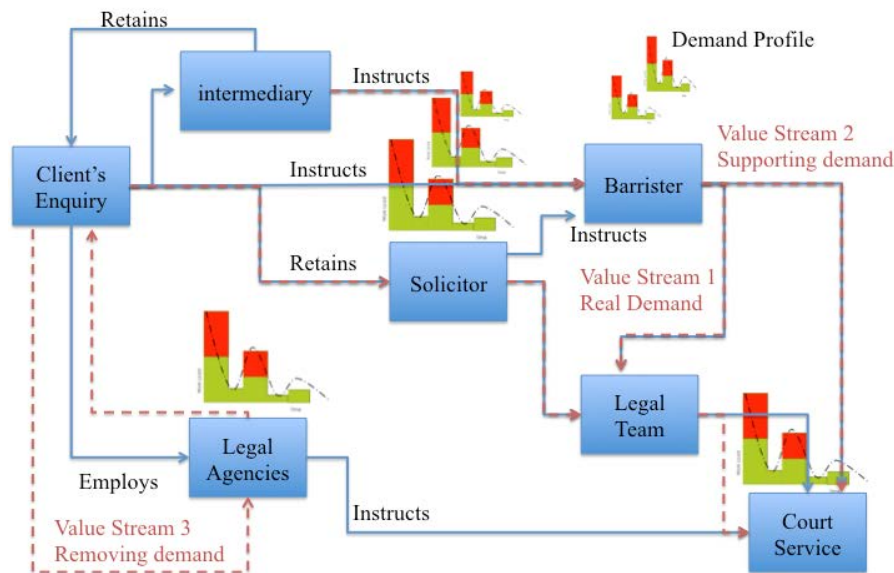 Retains
Demand Profile
intermediary
Instructs
Value Stream 2
Supporting demand
Client's
Enquiry
Instructs
Barrister
Instructs
Retains
Solicitor
Value Stream 1
Real Demand
Legal
Team
Legal
Agencies
Employs
Instructs
Value Stream 3
Removing demand
Court
Service